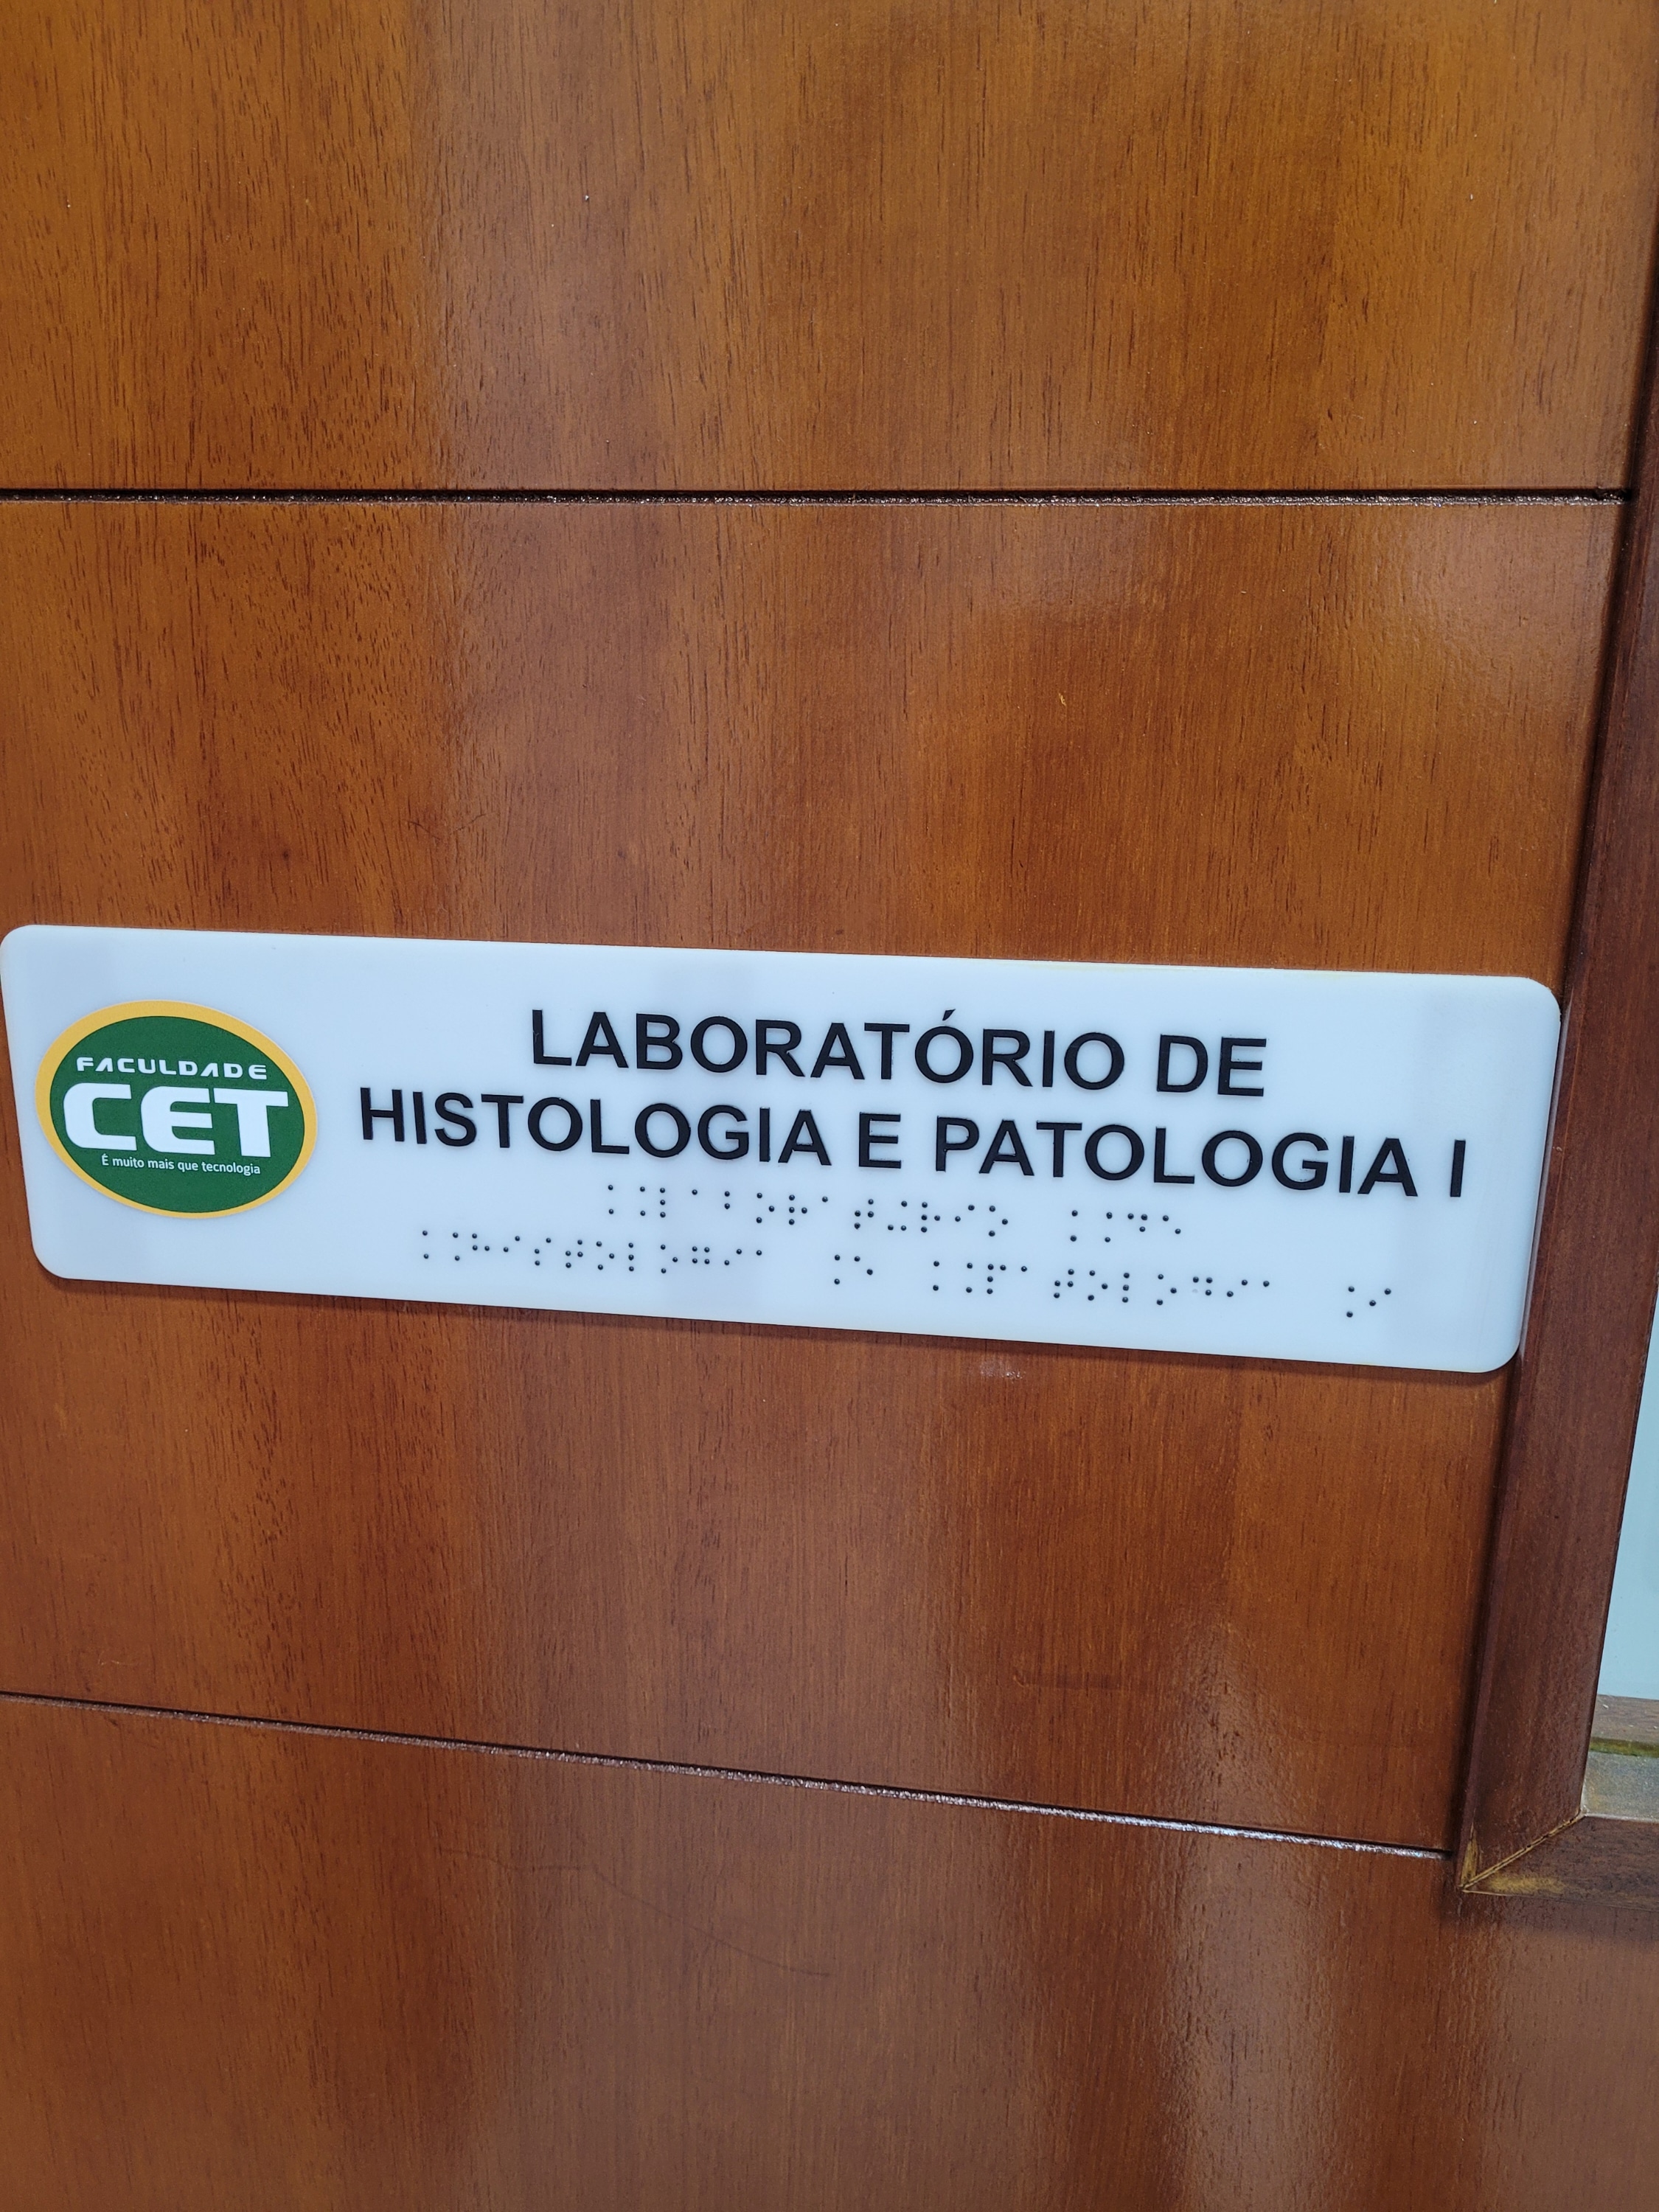 FACULDADE
CET
É muito mais que tecnologia
LABORATÓRIO DE
HISTOLOGIA E PATOLOGIA I